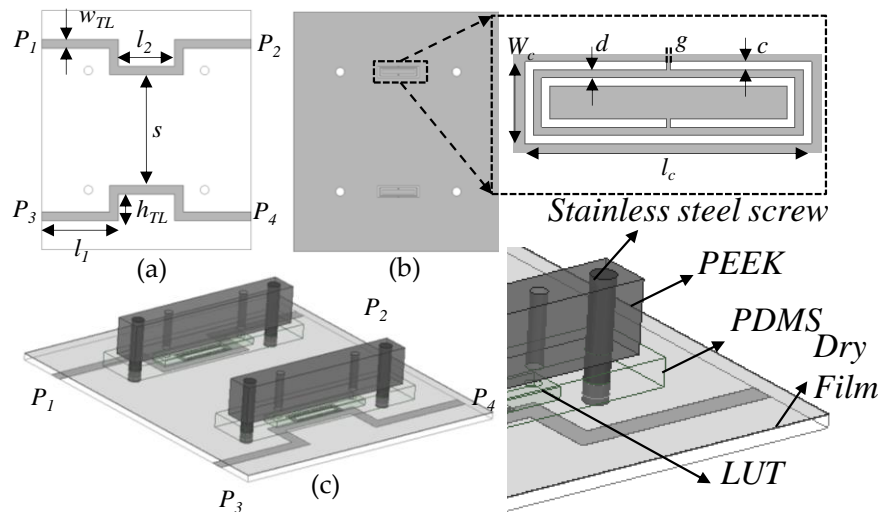 w_TL
P_1
l_2
P_2
s
P_3
h_TL
P_4
l_1
(a)
(b)
W_c
d
g
c
l_c
Stainless steel screw
PEEK
PDMS
Dry
Film
LUT
P_2
P_1
P_4
(c)
P_3